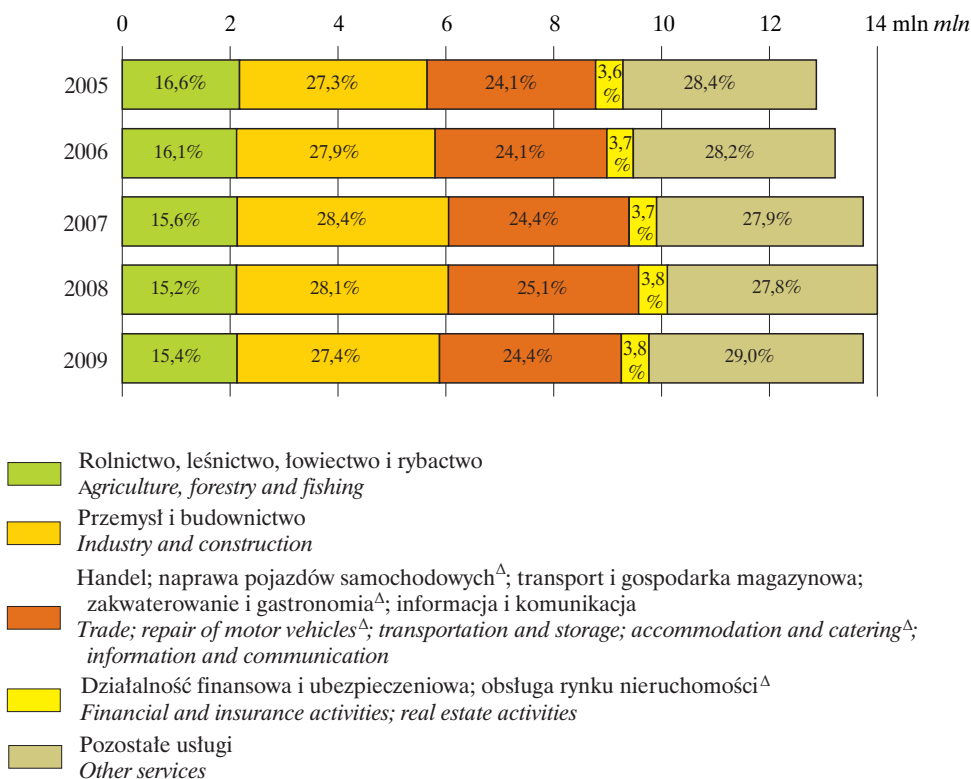 0 2 4 6 8 10 12 14 mln mln
2005 16,6% 27,3% 24,1% 3,6 % 28,4%
2006 16,1% 27,9% 24,1% 3,7 % 28,2%
2007 15,6% 28,4% 24,4% 3,7 % 27,9%
2008 15,2% 28,1% 25,1% 3,8 % 27,8%
2009 15,4% 27,4% 24,4% 3,8 % 29,0%
Rolnictwo, leśnictwo, łowiectwo i rybactwo
Agriculture, forestry and fishing
Przemysł i budownictwo
Industry and construction
Handel; naprawa pojazdów samochodowych^Δ; transport i gospodarka magazynowa;
zakwaterowanie i gastronomia^Δ; informacja i komunikacja
Trade; repair of motor vehicles^Δ; transportation and storage; accommodation and catering^Δ;
information and communication
Działalność finansowa i ubezpieczeniowa; obsługa rynku nieruchomości^Δ
Financial and insurance activities; real estate activities
Pozostałe usługi
Other services